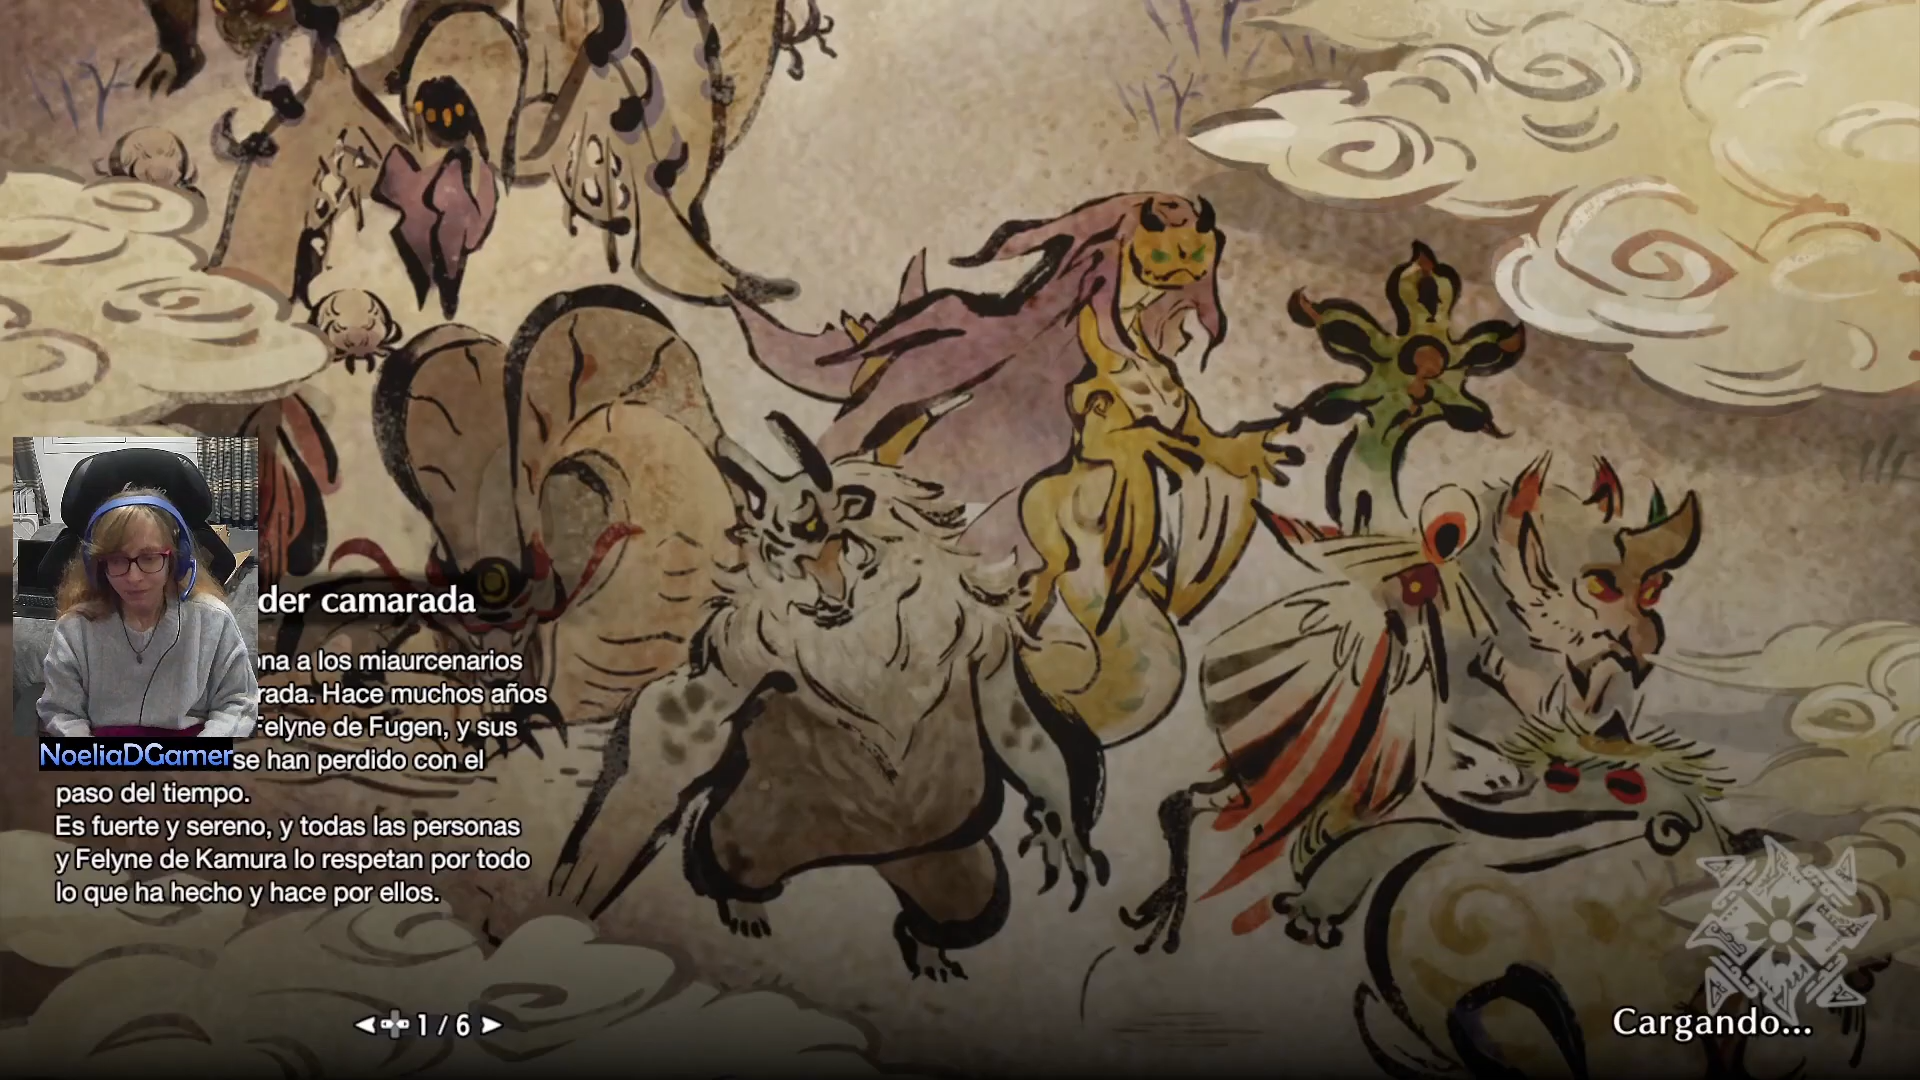 der camarada
ona a los miaurcenarios
rada. Hace muchos años
Felyne de Fugen, y sus
NoeliaDGamer
se han perdido con el
paso del tiempo.
Es fuerte y sereno, y todas las personas
y Felyne de Kamura lo respetan por todo
lo que ha hecho y hace por ellos.
1 / 6
Cargando...